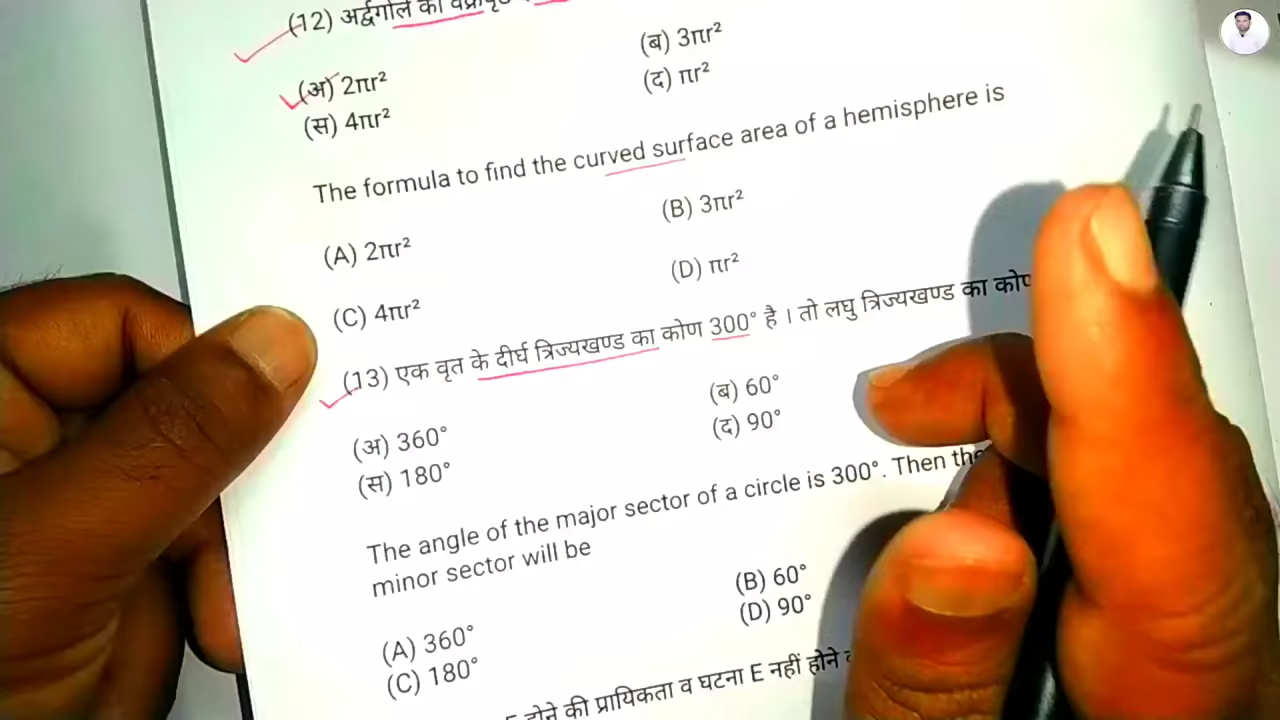 (12) अर्द्धगोले का
(अ) 2πr² (ब) 3πr²
(स) 4πr² (द) πr²
The formula to find the curved surface area of a hemisphere is
(A) 2πr² (B) 3πr²
(C) 4πr² (D) πr²
(13) एक वृत के दीर्घ त्रिज्यखण्ड का कोण 300° है । तो लघु त्रिज्यखण्ड का
(अ) 360° (ब) 60°
(स) 180° (द) 90°
The angle of the major sector of a circle is 300°. Then
minor sector will be
(A) 360° (B) 60°
(C) 180° (D) 90°
होने की प्रायिकता व घटना E नहीं होने